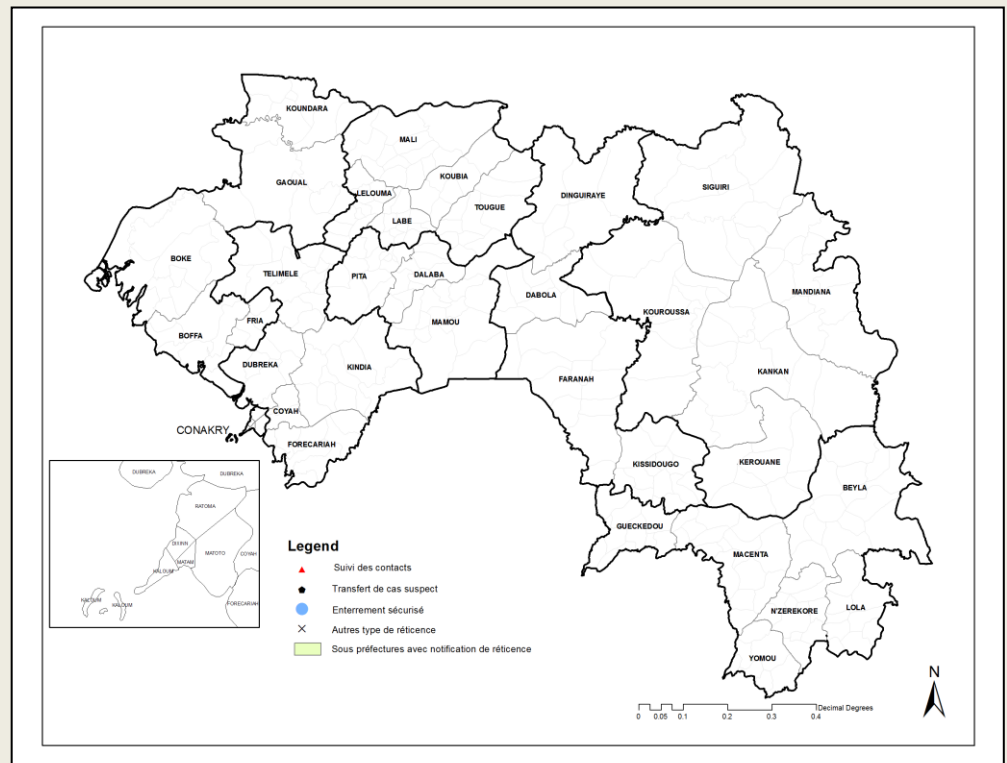 KOUNDARA
MALI
GAOUAL
KOUBIA
LELOUMA
LABE
TOUGUE
DINGUIRAYE
SIGUIRI
BOKE
TELIMELE
PITA
DALABA
DABOLA
MANDIANA
BOFFA
FRIA
MAMOU
KOUROUSSA
DUBREKA
KINDIA
FARANAH
KANKAN
COYAH
CONAKRY
FORECARIAH
KISSIDOUGO
KEROUANE
BEYLA
GUECKEDOU
MACENTA
N'ZEREKORE
LOLA
YOMOU
DUBREKA
DUBREKA
RATOMA
DIXINN
MATAM
MATOTO
COYAH
KALOUM
KALOUM
KALOUM
FORECARIAH
Legend
Suivi des contacts
Transfert de cas suspect
Enterrement sécurisé
Autres type de réticence
Sous préfectures avec notification de réticence
N
Decimal Degrees
0 0.05 0.1 0.2 0.3 0.4